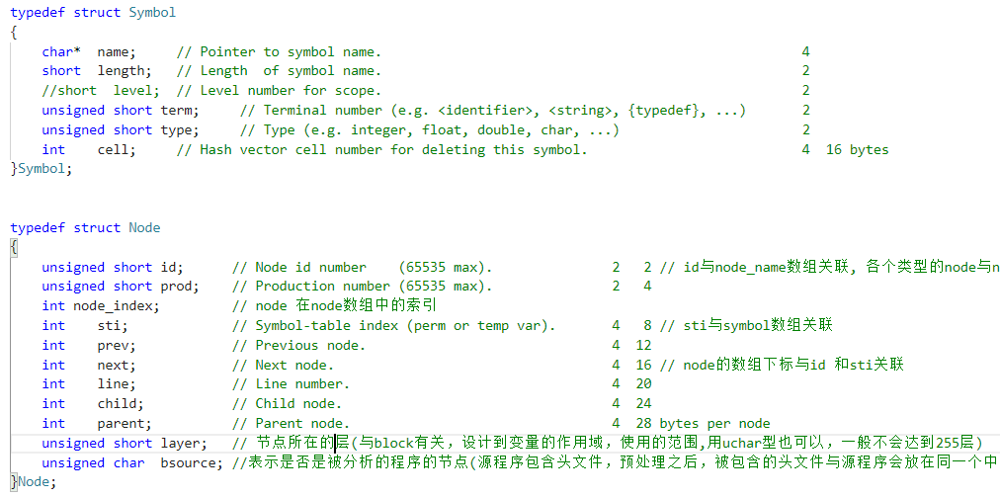 typedef struct Symbol
{
char* name; // Pointer to symbol name. 4
short length; // Length of symbol name. 2
//short level; // Level number for scope. 2
unsigned short term; // Terminal number (e.g. <identifier>, <string>, {typedef}, ...) 2
unsigned short type; // Type (e.g. integer, float, double, char, ...) 2
int cell; // Hash vector cell number for deleting this symbol. 4 16 bytes
}Symbol;
typedef struct Node
{
unsigned short id; // Node id number (65535 max). 2 2 // id与node_name数组关联, 各个类型的node与n
unsigned short prod; // Production number (65535 max). 2 4
int node_index; // node 在node数组中的索引
int sti; // Symbol-table index (perm or temp var). 4 8 // sti与symbol数组关联
int prev; // Previous node. 4 12
int next; // Next node. 4 16 // node的数组下标与id 和sti关联
int line; // Line number. 4 20
int child; // Child node. 4 24
int parent; // Parent node. 4 28 bytes per node
unsigned short layer; // 节点所在的层(与block有关，设计到变量的作用域，使用的范围,用uchar型也可以，一般不会达到255层)
unsigned char bsource; //表示是否是被分析的程序的节点(源程序包含头文件，预处理之后，被包含的头文件与源程序会放在同一个中
}Node;